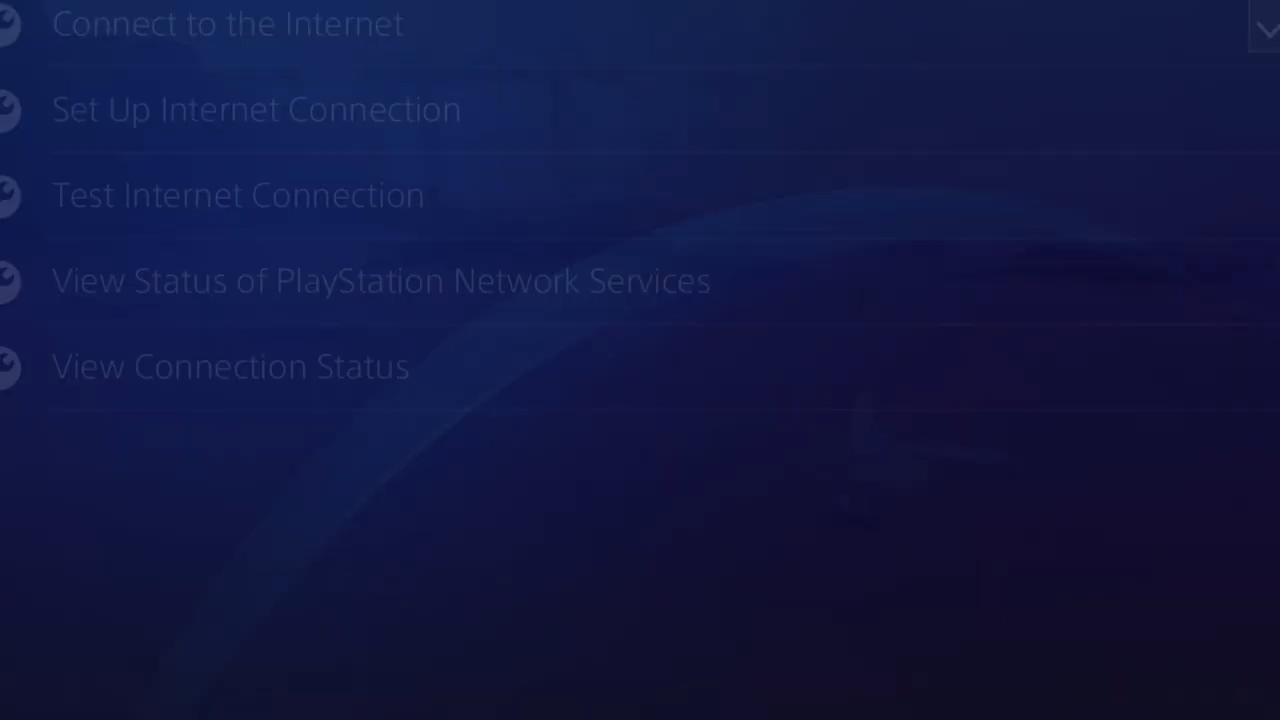 Connect to the Internet
Set Up Internet Connection
Test Internet Connection
View Status of PlayStation Network Services
View Connection Status